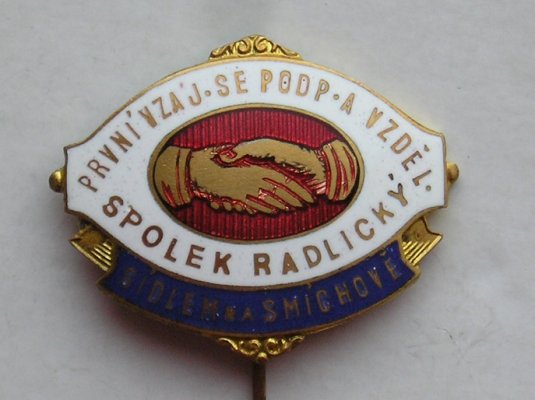 PRVNÍ VZÁJ. SE PODP. A VZDĚL.
SPOLEK RADLICKÝ
SÍDLEM NA SMÍCHOVĚ